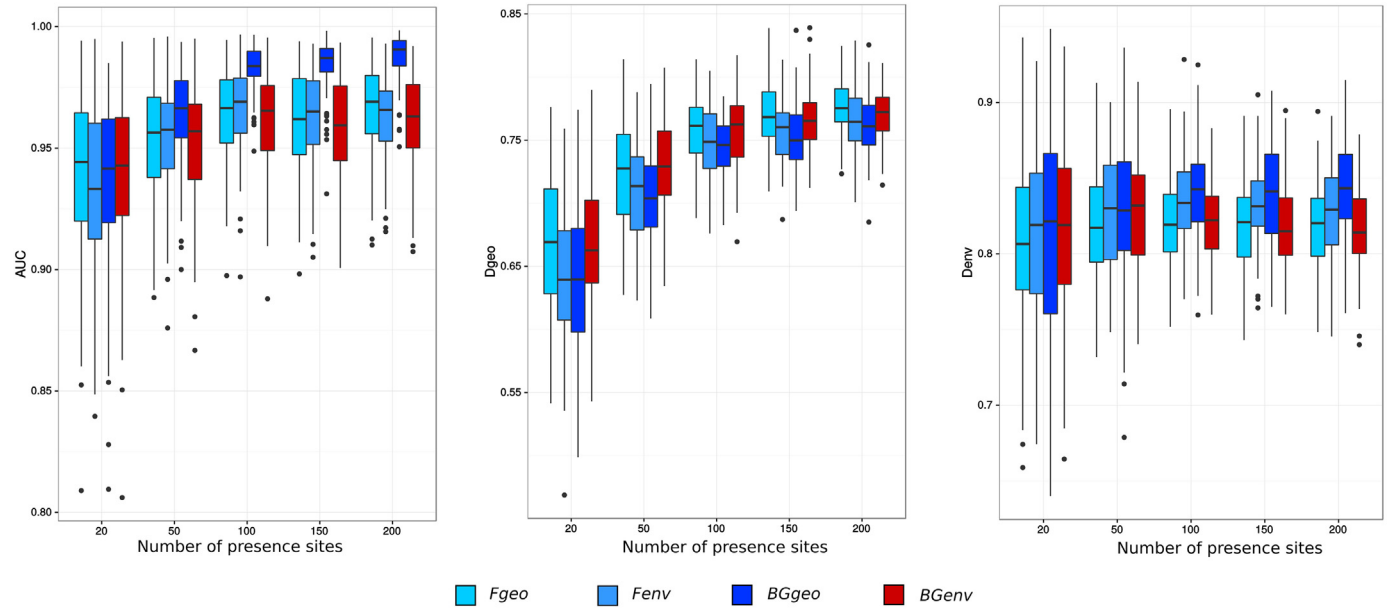 1.00
0.95
0.90
0.85
0.80
AUC
20 50 100 150 200
Number of presence sites
0.85
0.75
0.65
0.55
Dgeo
20 50 100 150 200
Number of presence sites
0.9
0.8
0.7
Denv
20 50 100 150 200
Number of presence sites
Fgeo Fenv BGgeo BGenv